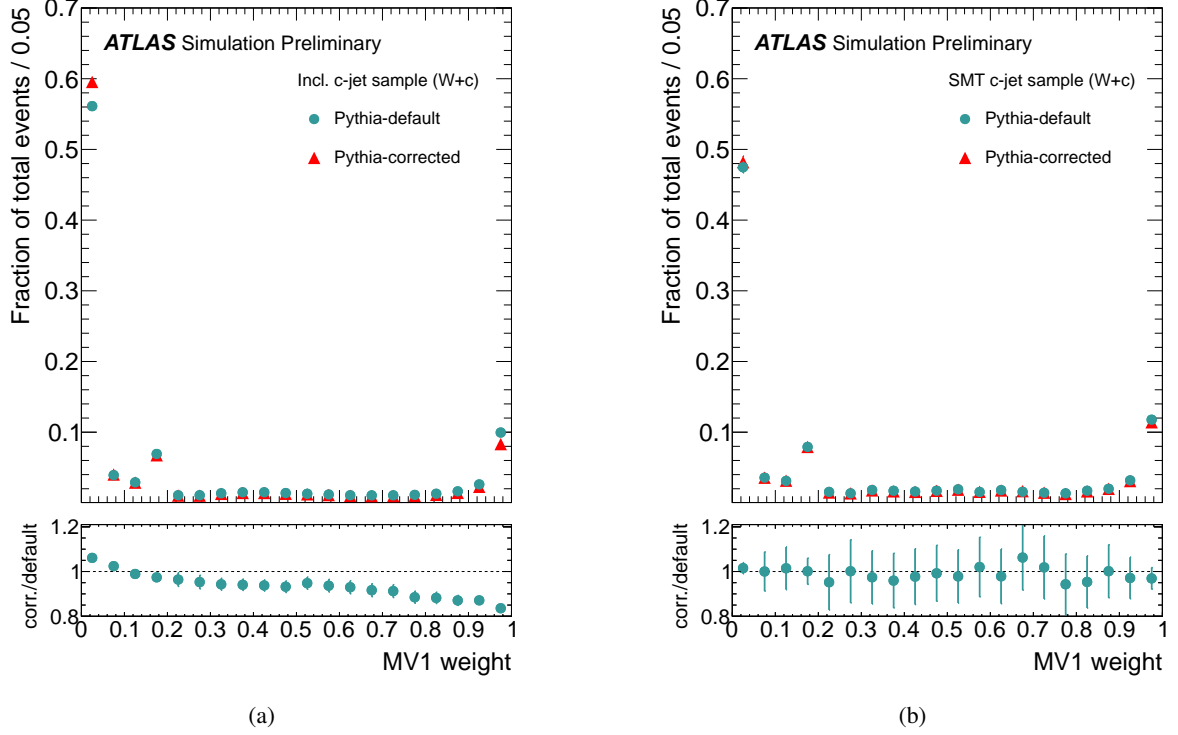 Fraction of total events / 0.05
0.7
0.6
0.5
0.4
0.3
0.2
0.1
ATLAS Simulation Preliminary
Incl. c-jet sample (W+c)
Pythia-default
Pythia-corrected
corr./default
1.2
1
0.8
0 0.1 0.2 0.3 0.4 0.5 0.6 0.7 0.8 0.9 1
MV1 weight
(a)
Fraction of total events / 0.05
0.7
0.6
0.5
0.4
0.3
0.2
0.1
ATLAS Simulation Preliminary
SMT c-jet sample (W+c)
Pythia-default
Pythia-corrected
corr./default
1.2
1
0.8
0 0.1 0.2 0.3 0.4 0.5 0.6 0.7 0.8 0.9 1
MV1 weight
(b)